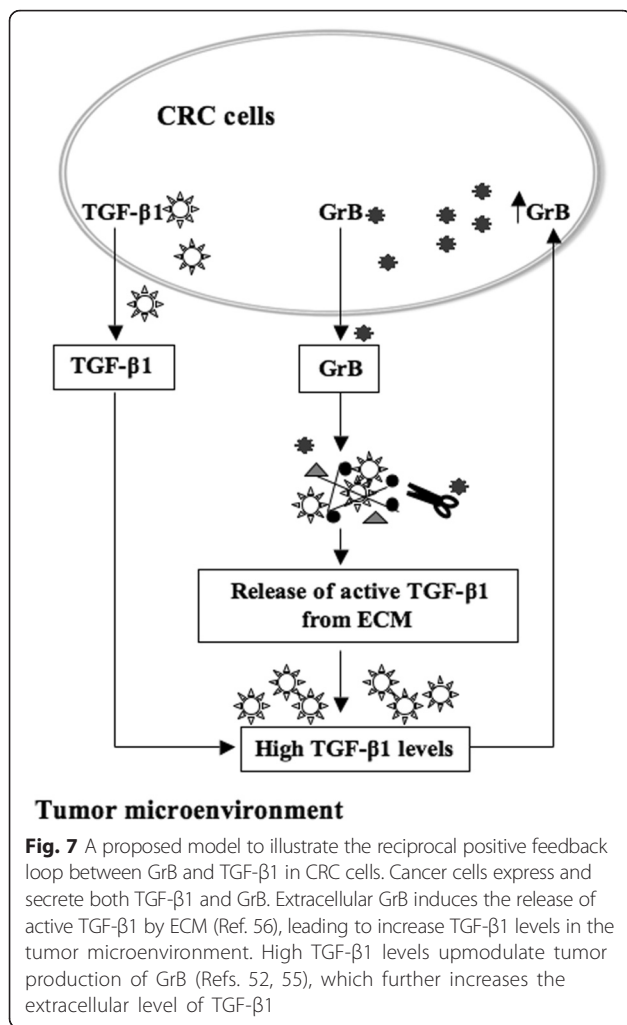 CRC cells
TGF-β1
GrB
↑GrB
TGF-β1
GrB
Release of active TGF-β1
from ECM
High TGF-β1 levels
Tumor microenvironment
Fig. 7 A proposed model to illustrate the reciprocal positive feedback
loop between GrB and TGF-β1 in CRC cells. Cancer cells express and
secrete both TGF-β1 and GrB. Extracellular GrB induces the release of
active TGF-β1 by ECM (Ref. 56), leading to increase TGF-β1 levels in the
tumor microenvironment. High TGF-β1 levels upmodulate tumor
production of GrB (Refs. 52, 55), which further increases the
extracellular level of TGF-β1